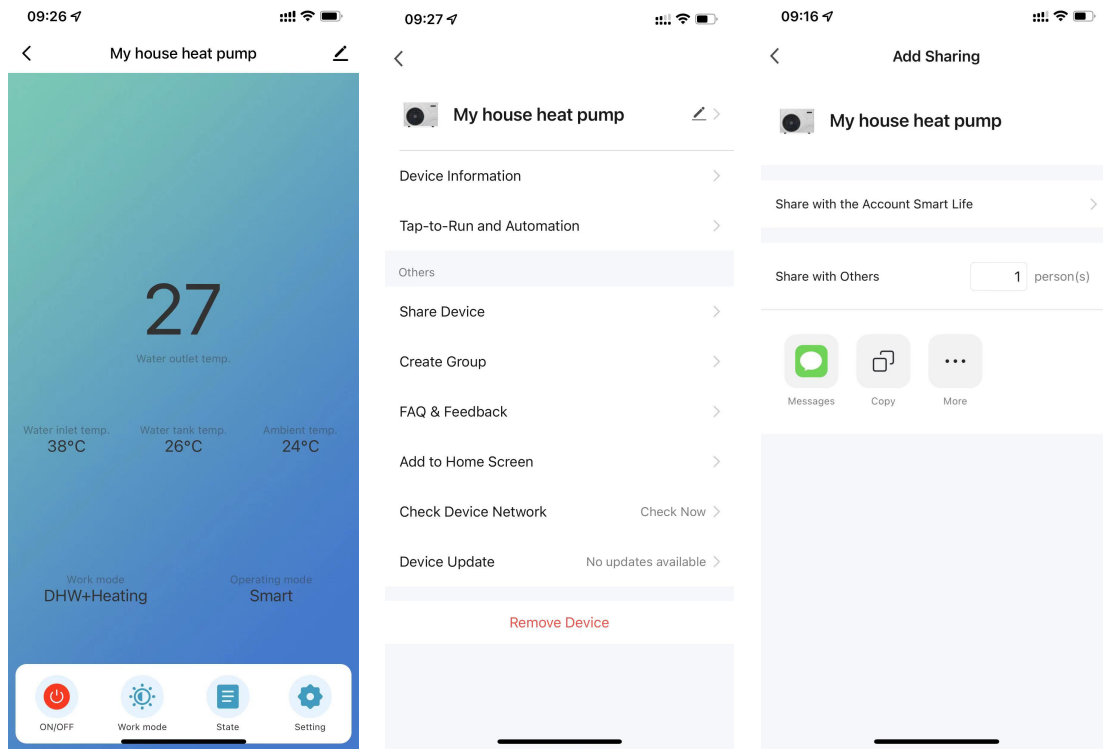 09:26
My house heat pump
27
Water outlet temp.
Water inlet temp. Water tank temp. Ambient temp.
38°C 26°C 24°C
Work mode Operating mode
DHW+Heating Smart
ON/OFF Work mode State Setting
09:27
My house heat pump
Device Information
Tap-to-Run and Automation
Others
Share Device
Create Group
FAQ & Feedback
Add to Home Screen
Check Device Network Check Now
Device Update No updates available
Remove Device
09:16
Add Sharing
My house heat pump
Share with the Account Smart Life
Share with Others 1 person(s)
Messages Copy More